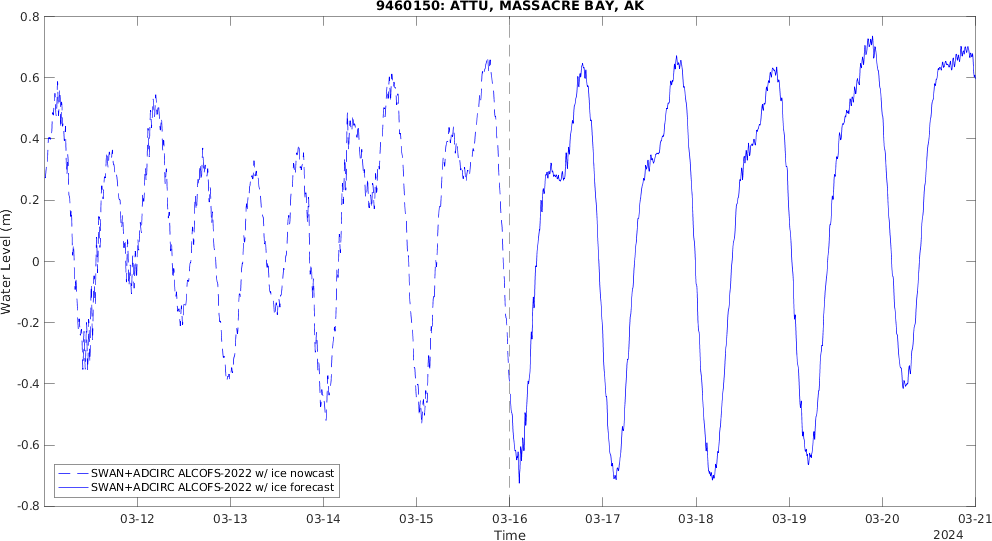 9460150: ATTU, MASSACRE BAY, AK
0.8
0.6
0.4
0.2
0
-0.2
-0.4
-0.6
-0.8
Water Level (m)
SWAN+ADCIRC ALCOFS-2022 w/ ice nowcast
SWAN+ADCIRC ALCOFS-2022 w/ ice forecast
03-12 03-13 03-14 03-15 03-16 03-17 03-18 03-19 03-20 03-21
Time
2024